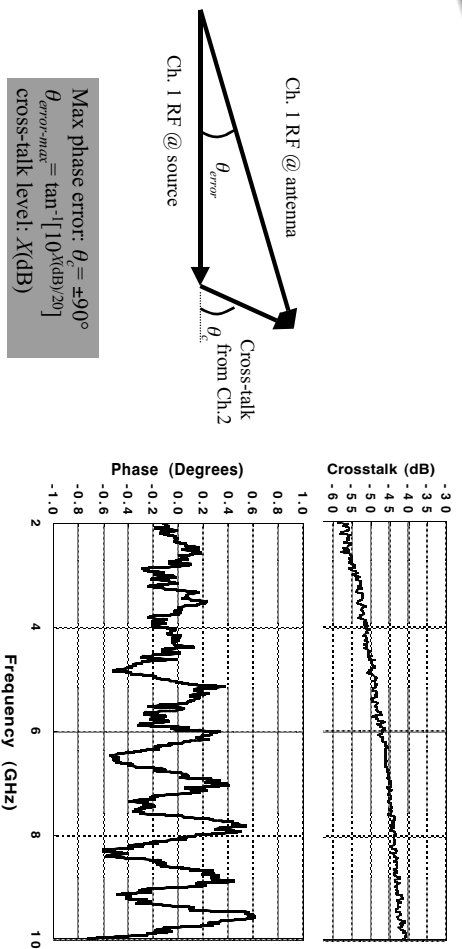 Ch. 1 RF @ antenna
θerror
Ch. 1 RF @ source
Cross-talk
from Ch.2
θc
Max phase error: θc = ±90°
θerror-max = tan-1[10X(dB)/20]
cross-talk level: X(dB)
Crosstalk (dB)
-30
-35
-40
-45
-50
-55
-60
Phase (Degrees)
1.0
0.8
0.6
0.4
0.2
0.0
-0.2
-0.4
-0.6
-0.8
-1.0
2
4
6
8
10
Frequency (GHz)